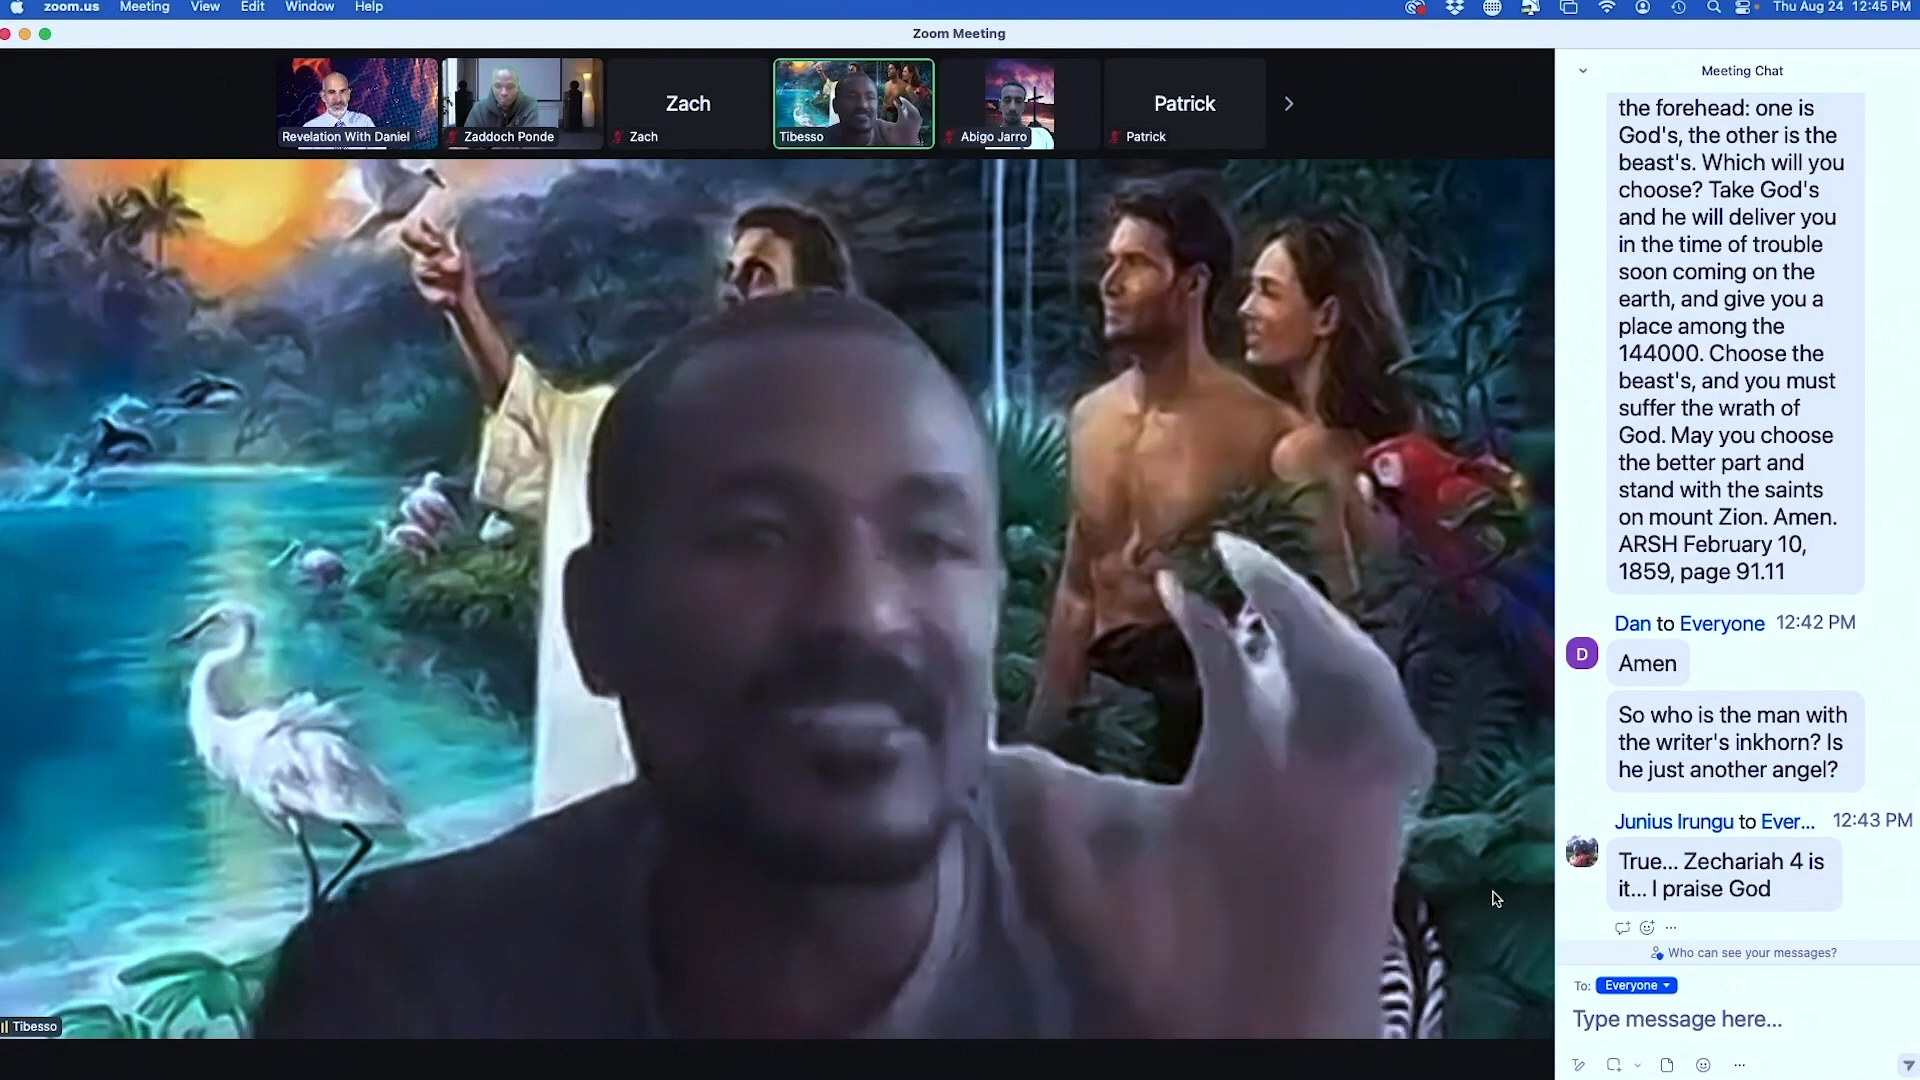 zoom.us Meeting View Edit Window Help
Thu Aug 24 12:45 PM
Zoom Meeting
Revelation With Daniel
Zaddoch Ponde
Zach
Zach
Tibesso
Abigo Jarro
Patrick
Patrick
Tibesso
Meeting Chat
the forehead: one is
God's, the other is the
beast's. Which will you
choose? Take God's
and he will deliver you
in the time of trouble
soon coming on the
earth, and give you a
place among the
144000. Choose the
beast's, and you must
suffer the wrath of
God. May you choose
the better part and
stand with the saints
on mount Zion. Amen.
ARSH February 10,
1859, page 91.11
Dan to Everyone 12:42 PM
D
Amen
So who is the man with
the writer's inkhorn? Is
he just another angel?
Junius Irungu to Ever... 12:43 PM
True... Zechariah 4 is
it... I praise God
Who can see your messages?
To: Everyone
Type message here...